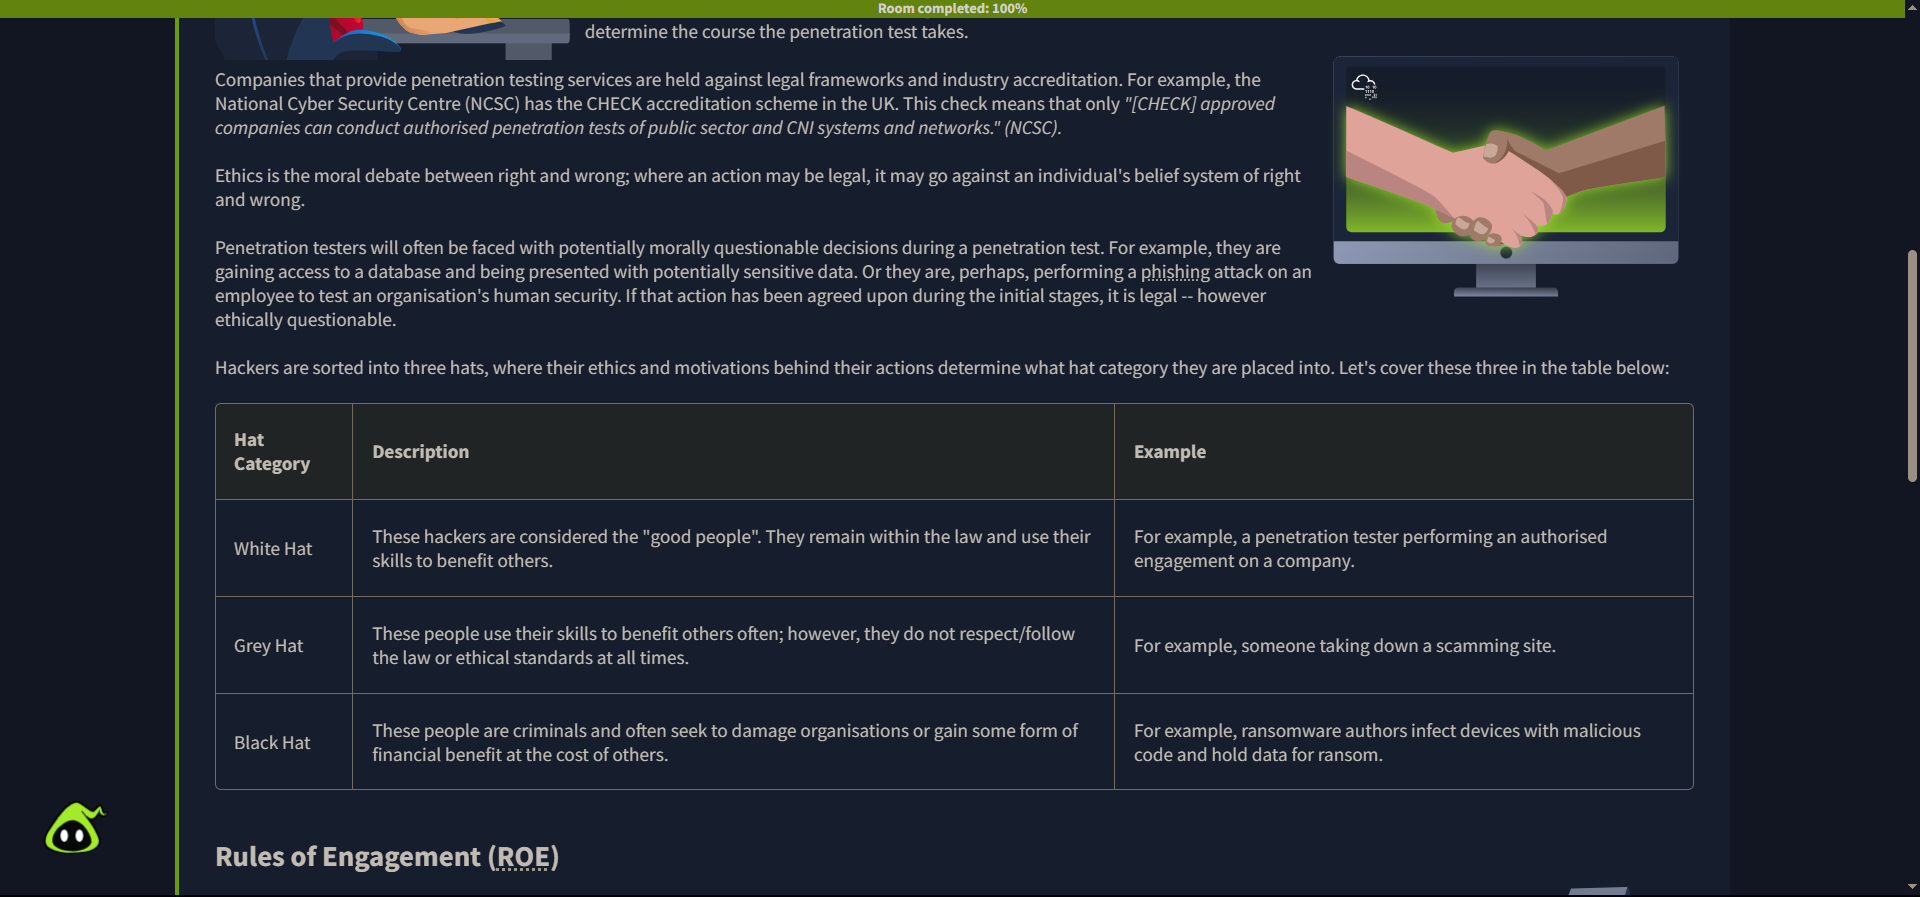 Room completed: 100%
determine the course the penetration test takes.
Companies that provide penetration testing services are held against legal frameworks and industry accreditation. For example, the
National Cyber Security Centre (NCSC) has the CHECK accreditation scheme in the UK. This check means that only "[CHECK] approved
companies can conduct authorised penetration tests of public sector and CNI systems and networks." (NCSC).
Ethics is the moral debate between right and wrong; where an action may be legal, it may go against an individual's belief system of right
and wrong.
Penetration testers will often be faced with potentially morally questionable decisions during a penetration test. For example, they are
gaining access to a database and being presented with potentially sensitive data. Or they are, perhaps, performing a phishing attack on an
employee to test an organisation's human security. If that action has been agreed upon during the initial stages, it is legal -- however
ethically questionable.
Hackers are sorted into three hats, where their ethics and motivations behind their actions determine what hat category they are placed into. Let's cover these three in the table below:
Hat
Category
Description
Example
White Hat
These hackers are considered the "good people". They remain within the law and use their
skills to benefit others.
For example, a penetration tester performing an authorised
engagement on a company.
Grey Hat
These people use their skills to benefit others often; however, they do not respect/follow
the law or ethical standards at all times.
For example, someone taking down a scamming site.
Black Hat
These people are criminals and often seek to damage organisations or gain some form of
financial benefit at the cost of others.
For example, ransomware authors infect devices with malicious
code and hold data for ransom.
Rules of Engagement (ROE)